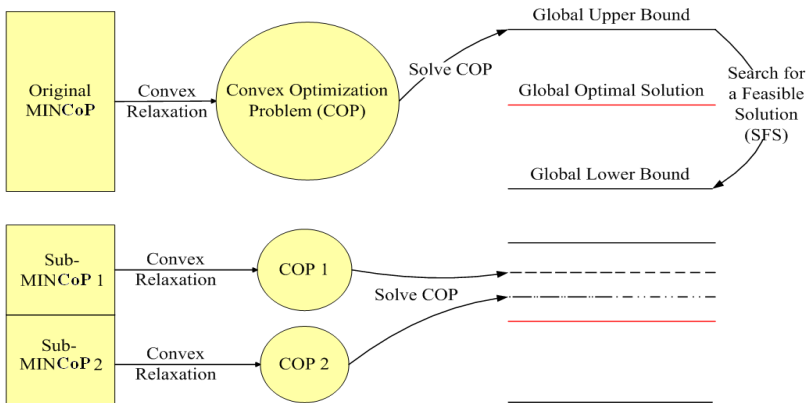 Original
MINCoP
Convex
Relaxation
Convex Optimization
Problem (COP)
Solve COP
Global Upper Bound
Global Optimal Solution
Global Lower Bound
Search for
a Feasible
Solution
(SFS)
Sub-
MINCoP 1
Convex
Relaxation
COP 1
Solve COP
Sub-
MINCoP 2
Convex
Relaxation
COP 2